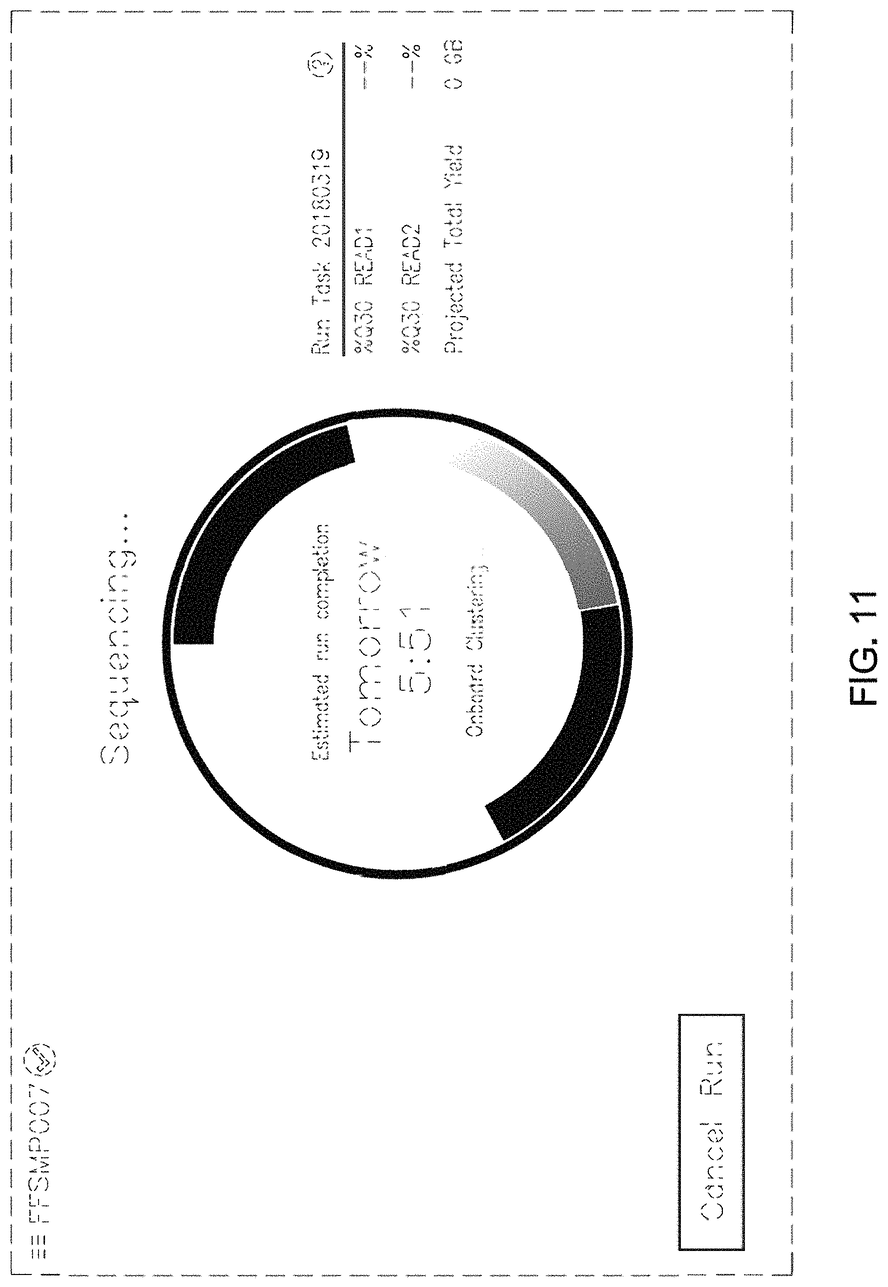 FFSMP007
Sequencing...
Estimated run completion
Tomorrow
5:51
Onboard Clustering...
Run Task 20180319 (?)
%Q30 READ1 --%
%Q30 READ2 --%
Projected Total Yield 0 GB
Cancel Run
FIG. 11